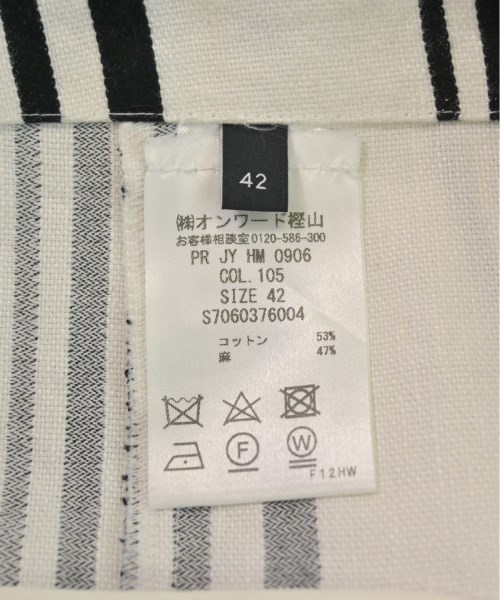 42
㈱オンワード樫山
お客様相談室0120-586-300
PR JY HM 0906
COL.105
SIZE 42
S7060376004
コットン 53%
麻 47%
F
W
F12HW